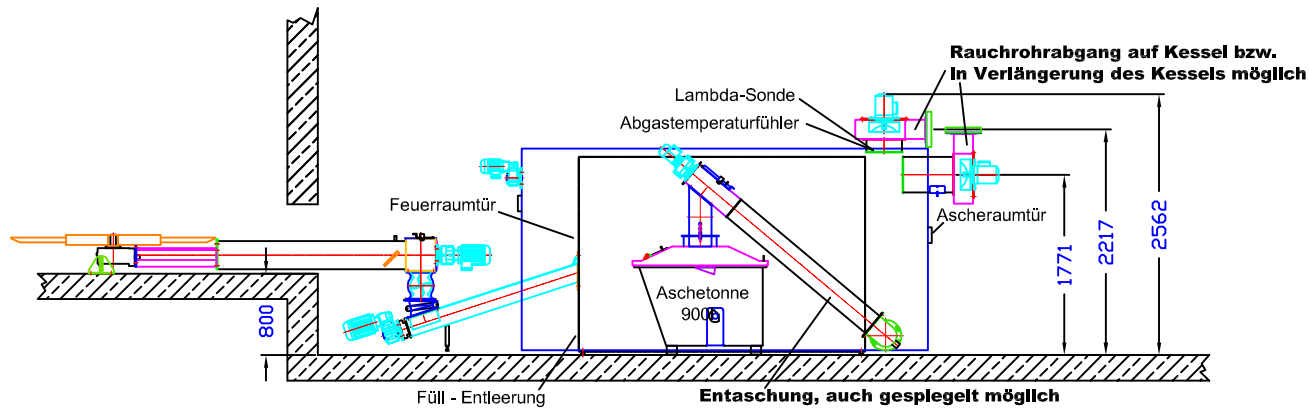 Rauchrohrabgang auf Kessel bzw.
In Verlängerung des Kessels möglich
Lambda-Sonde
Abgastemperaturfühler
Feuerraumtür
Ascheraumtür
Aschetonne
900L
800
1771
2217
2562
Füll - Entleerung
Entaschung, auch gespiegelt möglich